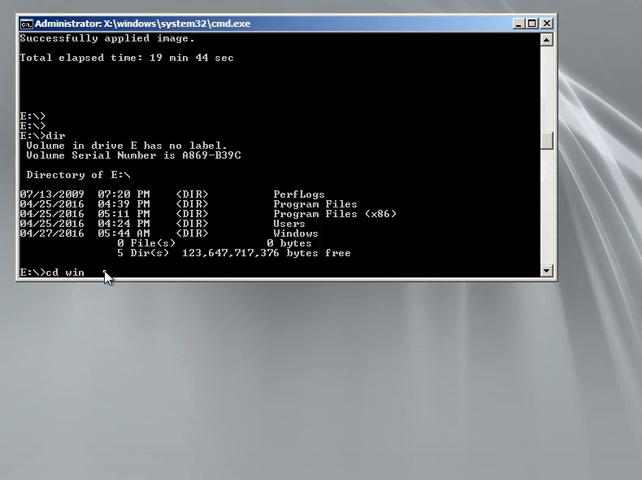 Administrator: X:\windows\system32\cmd.exe
Successfully applied image.
Total elapsed time: 19 min 44 sec
E:\>
E:\>
E:\>dir
Volume in drive E has no label.
Volume Serial Number is A869-B39C
Directory of E:\
07/13/2009 07:20 PM <DIR> PerfLogs
04/25/2016 04:39 PM <DIR> Program Files
04/25/2016 05:11 PM <DIR> Program Files (x86)
04/25/2016 04:24 PM <DIR> Users
04/27/2016 05:44 AM <DIR> Windows
0 File(s) 0 bytes
5 Dir(s) 123,647,717,376 bytes free
E:\>cd win